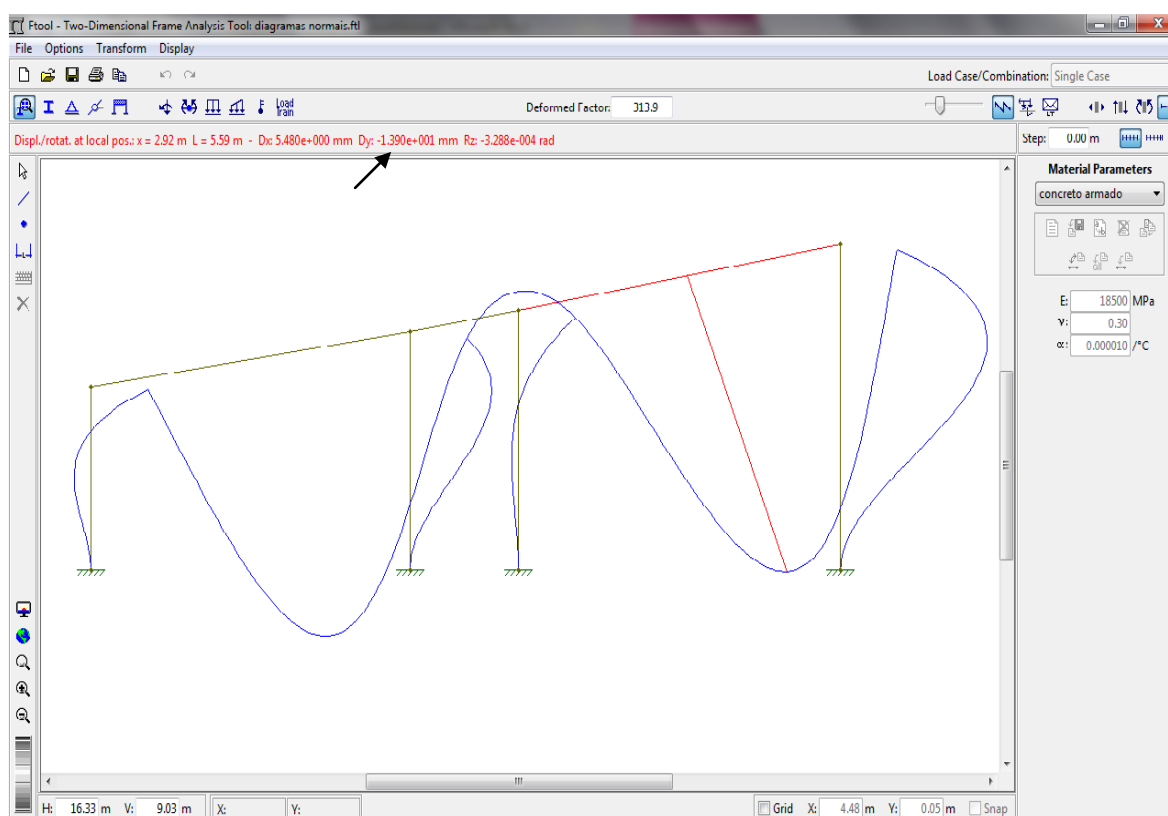 Ftool - Two-Dimensional Frame Analysis Tool: diagramas normais.ftl
File Options Transform Display
Load Case/Combination: Single Case
Load Train
Deformed Factor: 313.9
Displ./rotat. at local pos.: x = 2.92 m L = 5.59 m - Dx: 5.480e+000 mm Dy: -1.390e+001 mm Rz: -3.288e-004 rad
Step: 0.00 m
Material Parameters
concreto armado
All
E: 18500 MPa
ν: 0.30
α: 0.000010 /°C
H: 16.33 m V: 9.03 m X: Y: Grid X: 4.48 m Y: 0.05 m Snap